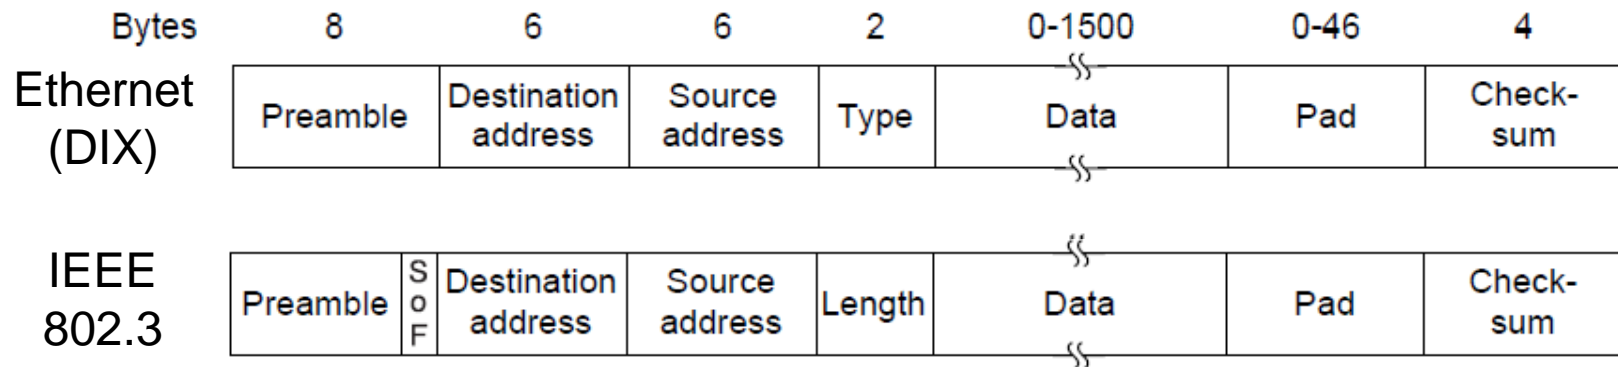 Bytes 8 6 6 2 0-1500 0-46 4
Ethernet (DIX) Preamble Destination address Source address Type Data Pad Check-sum
IEEE 802.3 Preamble SoF Destination address Source address Length Data Pad Check-sum